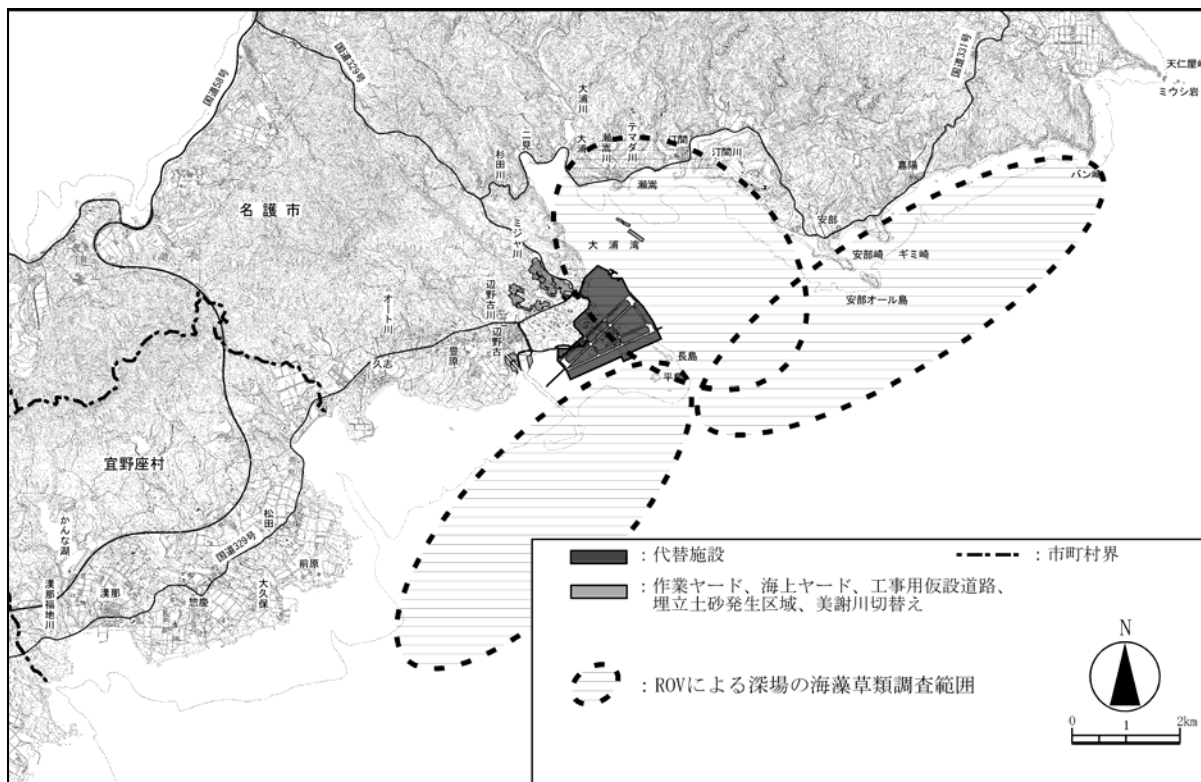 国道58号
国道329号
国道331号
天仁屋崎
ミウシ岩
大浦川
二見
大浦
瀬嵩川
テマダ川
汀間
汀間川
杉田川
瀬嵩
嘉陽
バン崎
名護市
ミジャ川
大浦湾
安部
安部崎
ギミ崎
安部オール島
辺野古川
辺野古
オート川
豊原
久志
長島
平島
宜野座村
かんな湖
松田
国道329号
前原
大久保
惣慶
漢那
漢那福地川
:代替施設
:市町村界
:作業ヤード、海上ヤード、工事用仮設道路、
埋立土砂発生区域、美謝川切替え
:ROVによる深場の海藻草類調査範囲
N
0 1 2km